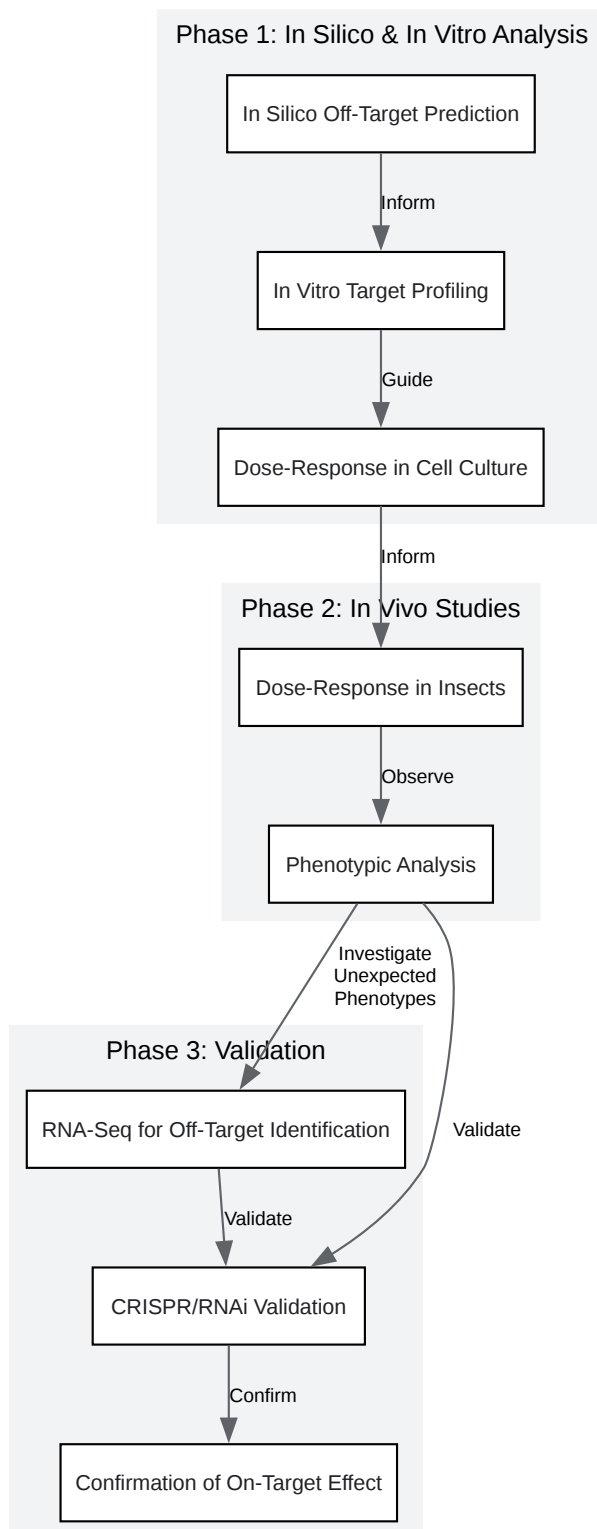 Phase 1: In Silico & In Vitro Analysis
In Silico Off-Target Prediction
Inform
In Vitro Target Profiling
Guide
Dose-Response in Cell Culture
Inform
Phase 2: In Vivo Studies
Dose-Response in Insects
Observe
Phenotypic Analysis
Investigate
Unexpected
Phenotypes
Phase 3: Validation
RNA-Seq for Off-Target Identification
Validate
Validate
CRISPR/RNAi Validation
Confirm
Confirmation of On-Target Effect